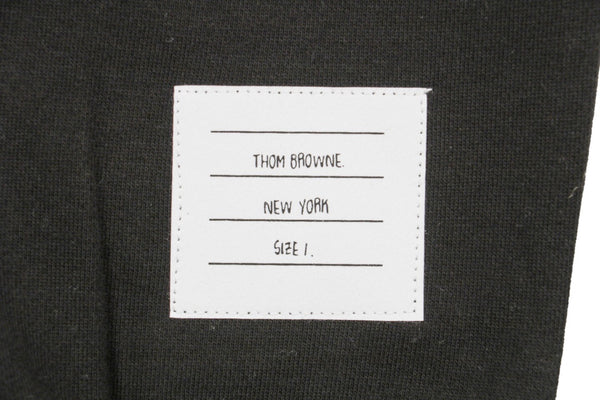 THOM BROWNE.
NEW YORK
SIZE 1.